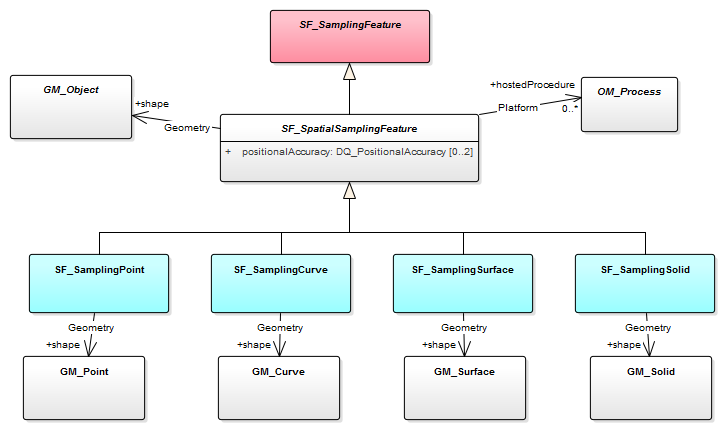 SF_SamplingFeature
GM_Object
+shape
Geometry
+hostedProcedure
Platform
0..*
OM_Process
SF_SpatialSamplingFeature
+ positionalAccuracy: DQ_PositionalAccuracy [0..2]
SF_SamplingPoint
SF_SamplingCurve
SF_SamplingSurface
SF_SamplingSolid
Geometry
Geometry
Geometry
Geometry
+shape
+shape
+shape
+shape
GM_Point
GM_Curve
GM_Surface
GM_Solid